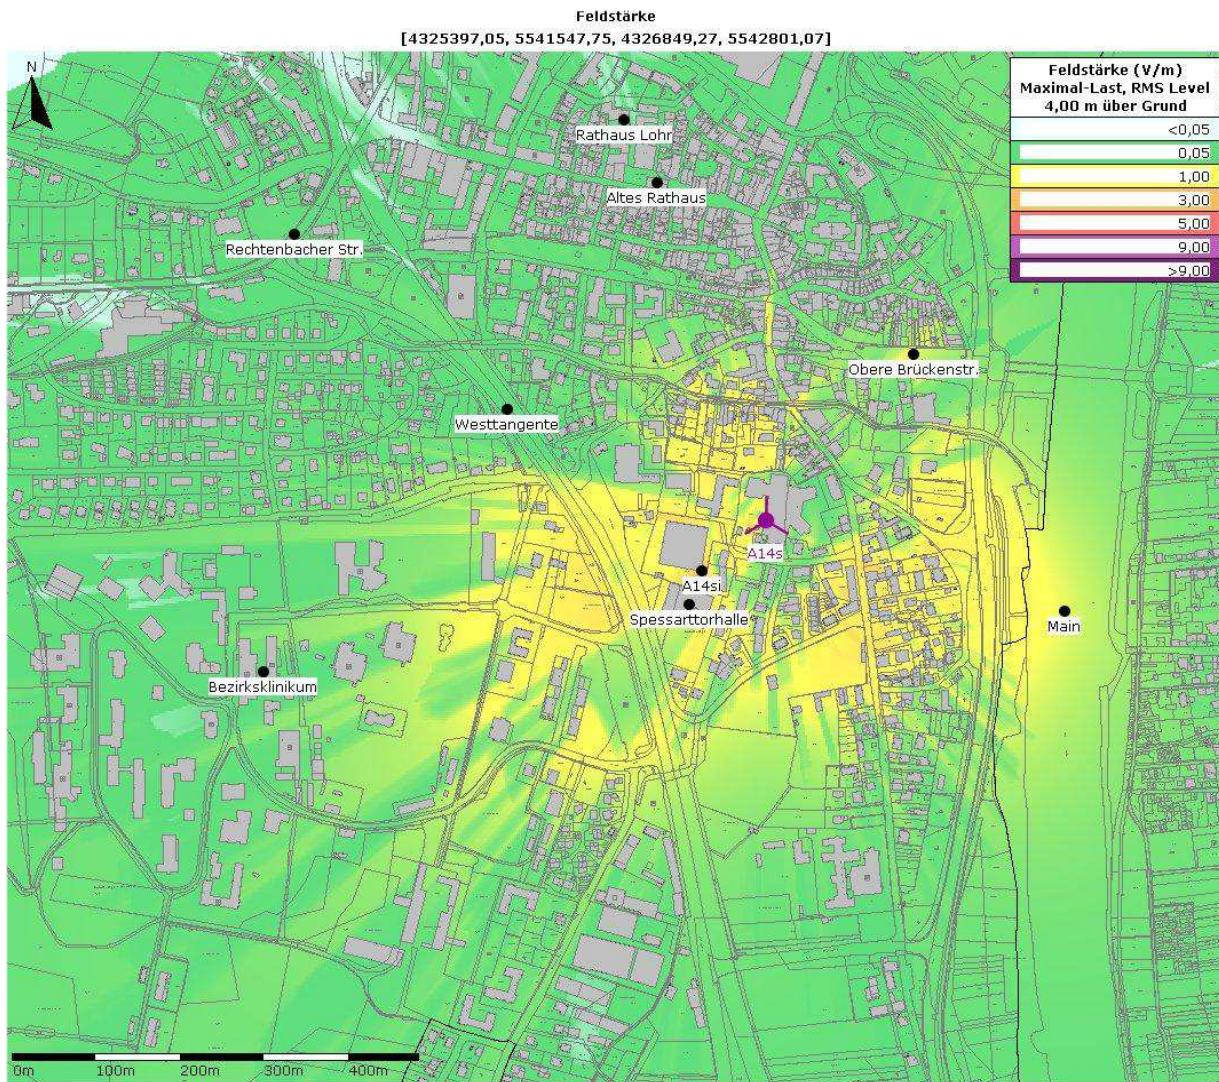 Feldstärke
[4325397,05, 5541547,75, 4326849,27, 5542801,07]
N
Feldstärke (V/m)
Maximal-Last, RMS Level
4,00 m über Grund
<0,05
0,05
1,00
3,00
5,00
9,00
>9,00
Rathaus Lohr
Altes Rathaus
Rechtenbacher Str.
Obere Brückenstr.
Westtangente
A14s
A14si
Spessarttorhalle
Main
Bezirksklinikum
0m 100m 200m 300m 400m